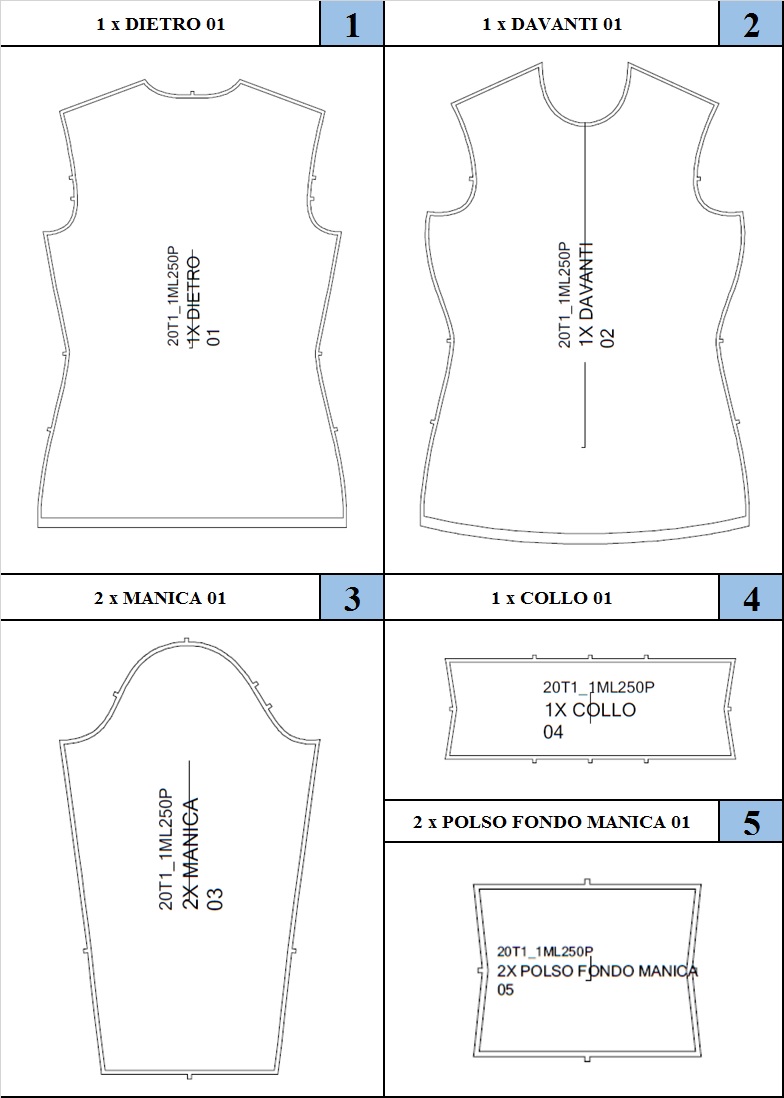 1 x DIETRO 01
1
20T1_1ML250P
1X DIETRO
01
1 x DAVANTI 01
2
20T1_1ML250P
1X DAVANTI
02
2 x MANICA 01
3
20T1_1ML250P
2X MANICA
03
1 x COLLO 01
4
20T1_1ML250P
1X COLLO
04
2 x POLSO FONDO MANICA 01
5
20T1_1ML250P
2X POLSO FONDO MANICA
05